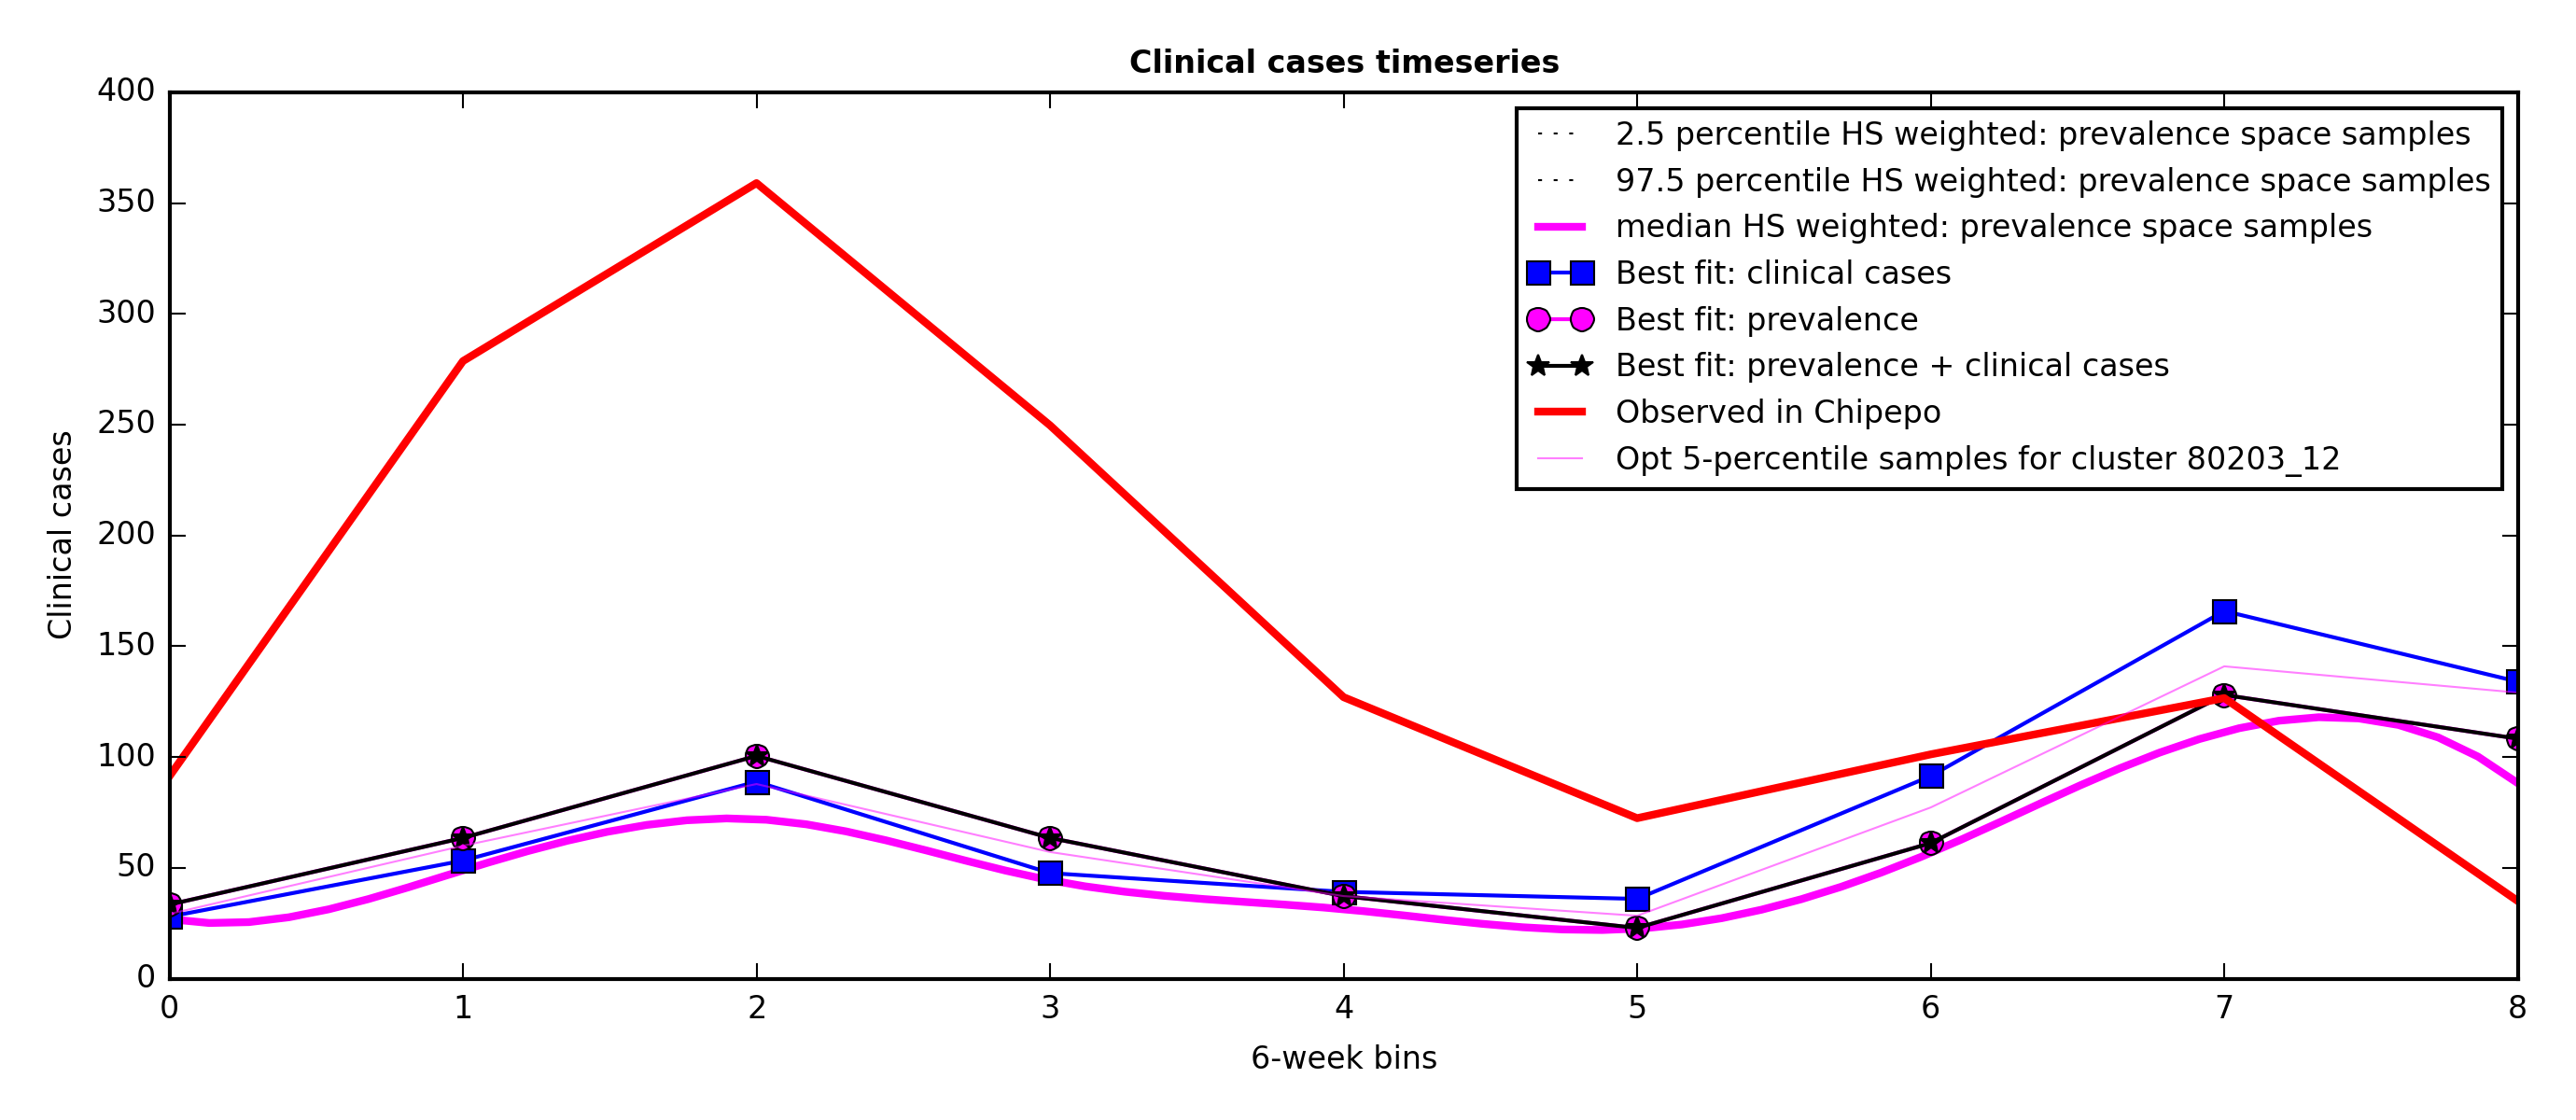 Clinical cases timeseries
400
350
300
250
200
150
100
50
0
Clinical cases
2.5 percentile HS weighted: prevalence space samples
97.5 percentile HS weighted: prevalence space samples
median HS weighted: prevalence space samples
Best fit: clinical cases
Best fit: prevalence
Best fit: prevalence + clinical cases
Observed in Chipepo
Opt 5-percentile samples for cluster 80203_12
0 1 2 3 4 5 6 7 8
6-week bins